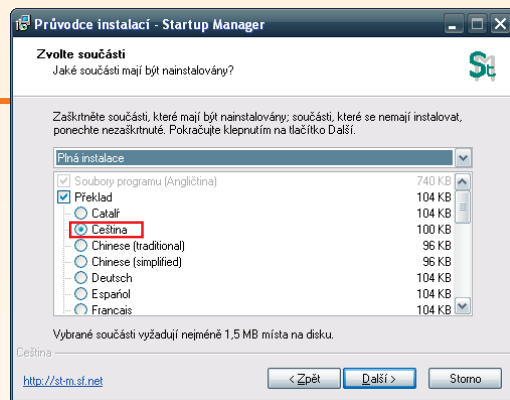 Průvodce instalací - Startup Manager
Zvolte součásti
Jaké součásti mají být nainstalovány?
St
Zaškrtněte součásti, které mají být nainstalovány; součásti, které se nemají instalovat,
ponechte nezaškrtnuté. Pokračujte klepnutím na tlačítko Další.
Plná instalace
Soubory programu (Angličtina) 740 KB
Překlad 104 KB
Catalŕ 104 KB
Čeština 100 KB
Chinese (traditional) 96 KB
Chinese (simplified) 96 KB
Deutsch 104 KB
Espańol 104 KB
Francais 104 KB
Vybrané součásti vyžadují nejméně 1,5 MB místa na disku.
Čeština
http://st-m.sf.net < Zpět Další > Storno